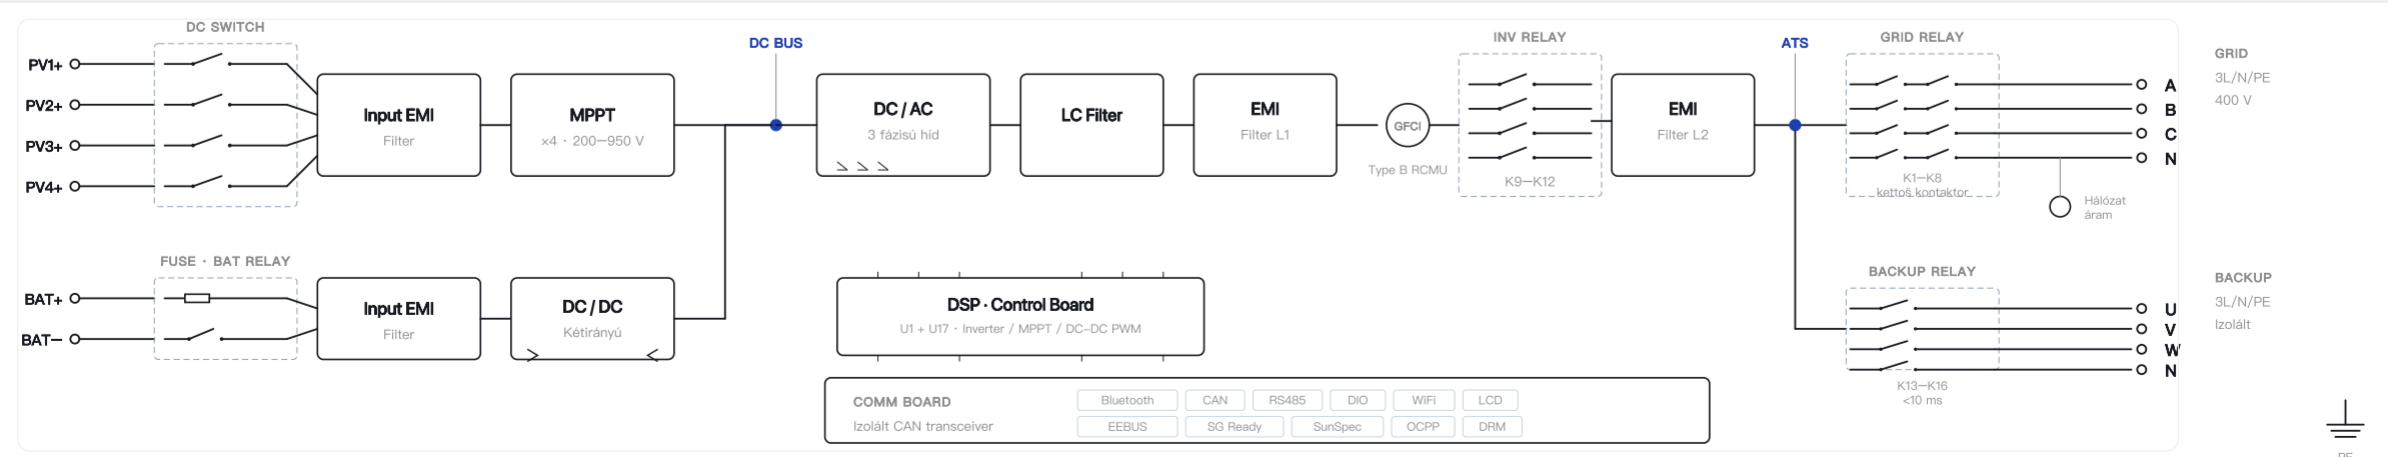 DC SWITCH
PV1+
PV2+
PV3+
PV4+
Input EMI
Filter
MPPT
×4 · 200–950 V
DC BUS
DC / AC
3 fázisú híd
LC Filter
EMI
Filter L1
GFCI
Type B RCMU
INV RELAY
K9–K12
EMI
Filter L2
ATS
GRID RELAY
K1–K8
kettős kontaktor
A
B
C
N
Hálózat
áram
GRID
3L/N/PE
400 V
FUSE · BAT RELAY
BAT+
BAT–
Input EMI
Filter
DC / DC
Kétirányú
DSP · Control Board
U1 + U17 · Inverter / MPPT / DC–DC PWM
BACKUP RELAY
K13–K16
<10 ms
U
V
W
N
BACKUP
3L/N/PE
Izolált
COMM BOARD
Izolált CAN transceiver
Bluetooth CAN RS485 DIO WiFi LCD
EEBUS SG Ready SunSpec OCPP DRM